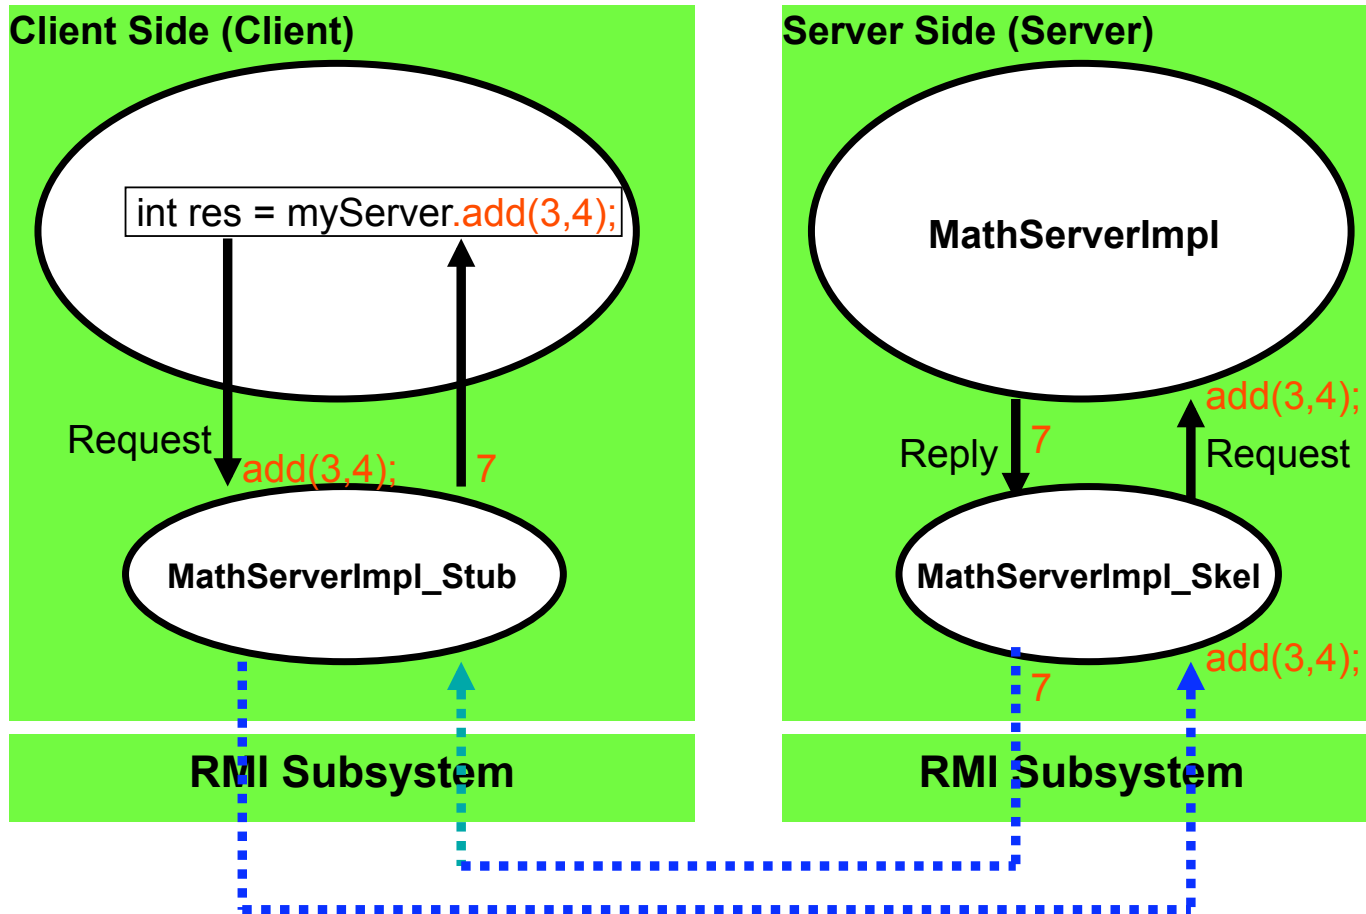 Client Side (Client)
int res = myServer.add(3,4);
Request
add(3,4);
7
MathServerImpl_Stub
RMI Subsystem
Server Side (Server)
MathServerImpl
add(3,4);
Reply
7
Request
MathServerImpl_Skel
add(3,4);
7
RMI Subsystem